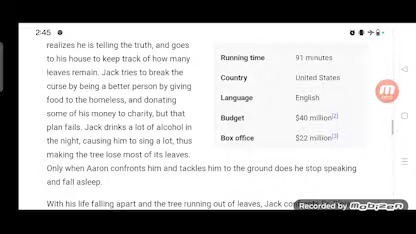 2:45
realizes he is telling the truth, and goes
to his house to keep track of how many
leaves remain. Jack tries to break the
curse by being a better person by giving
food to the homeless, and donating
some of his money to charity, but that
plan fails. Jack drinks a lot of alcohol in
the night, causing him to sing a lot, thus
making the tree lose most of its leaves.
Only when Aaron confronts him and tackles him to the ground does he stop speaking
and fall asleep.
With his life falling apart and the tree running out of leaves, Jack
Running time 91 minutes
Country United States
Language English
Budget $40 million[2]
Box office $22 million[3]
Recorded by Mobizen